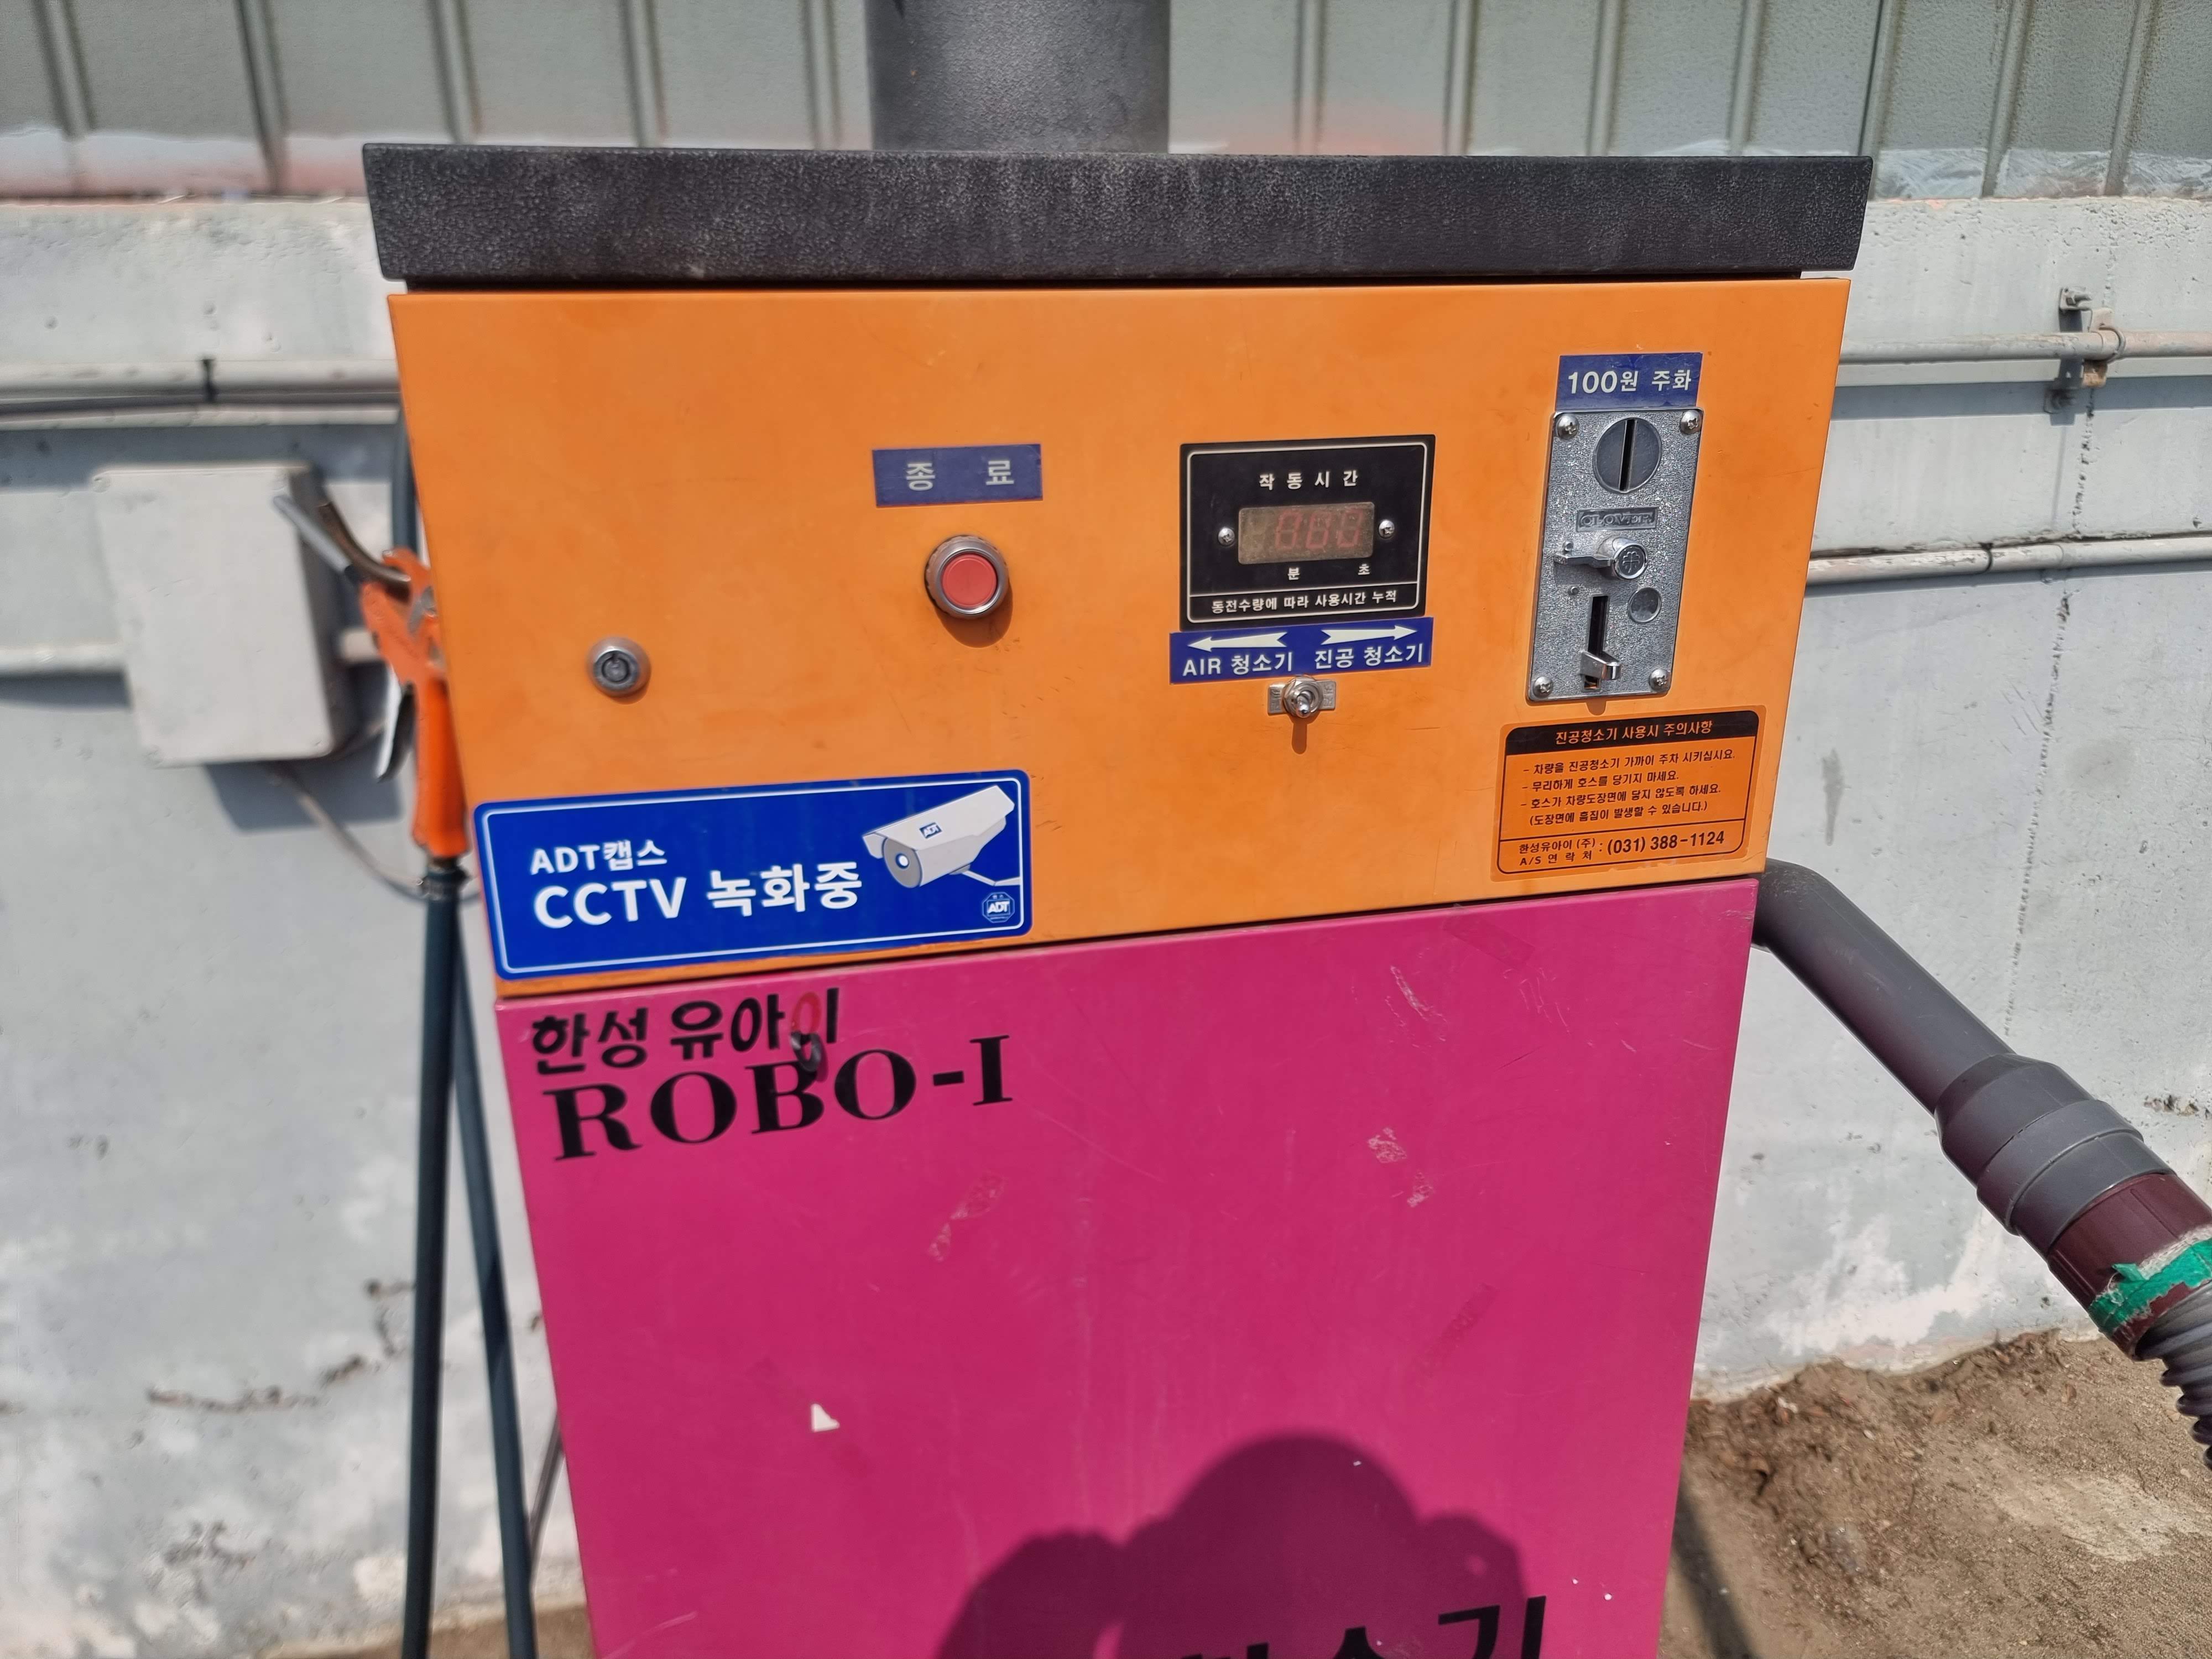 100원 주화
종 료
작동시간
분 초
동전수량에 따라 사용시간 누적
AIR 청소기 진공 청소기
CLOVER
진공청소기 사용시 주의사항
- 차량을 진공청소기 가까이 주차 시키십시요.
- 무리하게 호스를 당기지 마세요.
- 호스가 차량도장면에 닿지 않도록 하세요.
(도장면에 흠집이 발생할 수 있습니다.)
한성유아이 (주) : (031) 388-1124
A/S 연 락 처
ADT캡스
CCTV 녹화중
ADT
ADT
한성 유아이
ROBO-I
청소기